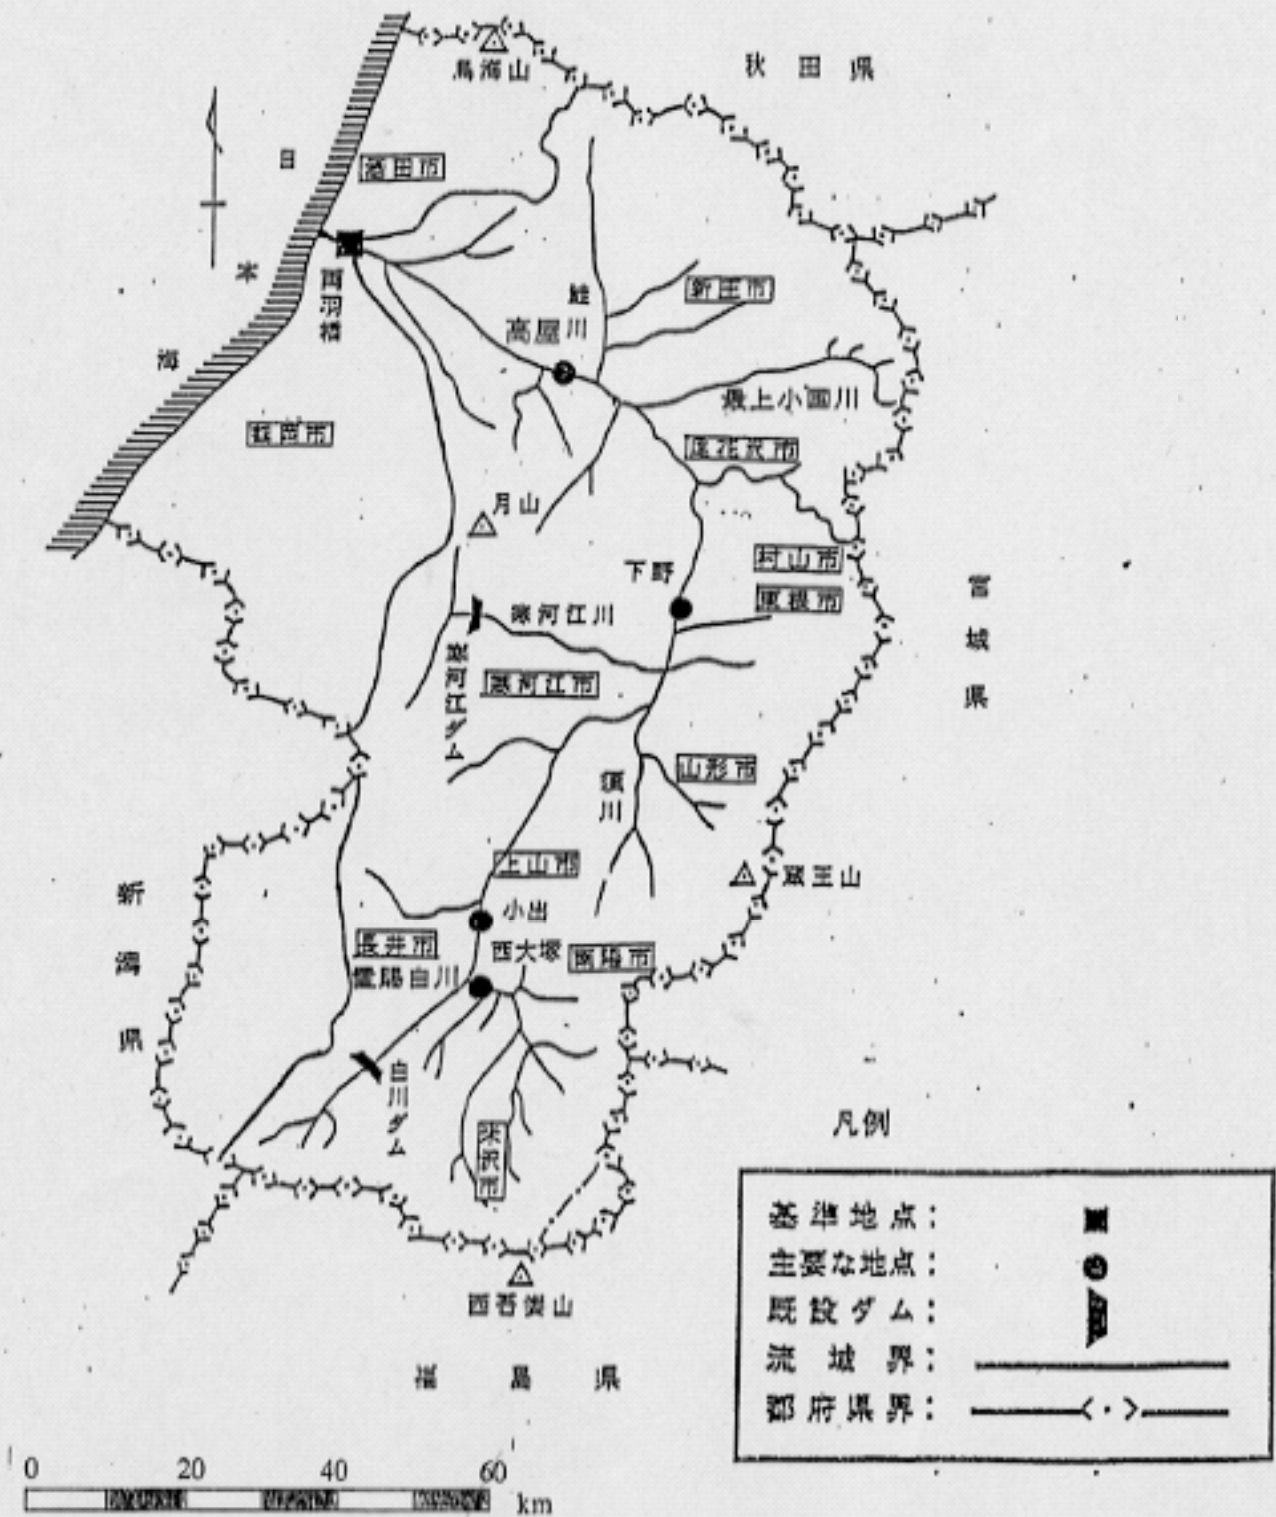 鳥海山
秋田県
日本海
酒田市
両羽橋
鮭川
新庄市
高屋
最上小国川
鶴岡市
尾花沢市
月山
村山市
下野
東根市
宮城県
寒河江川
寒河江ダム
寒河江市
山形市
須川
上山市
蔵王山
小出
新潟県
長井市
西大塚
南陽市
置賜白川
白川ダム
米沢市
西吾妻山
福島県
凡例
基準地点：
主要な地点：
既設ダム：
流域界：
都府県界：
0 20 40 60
km